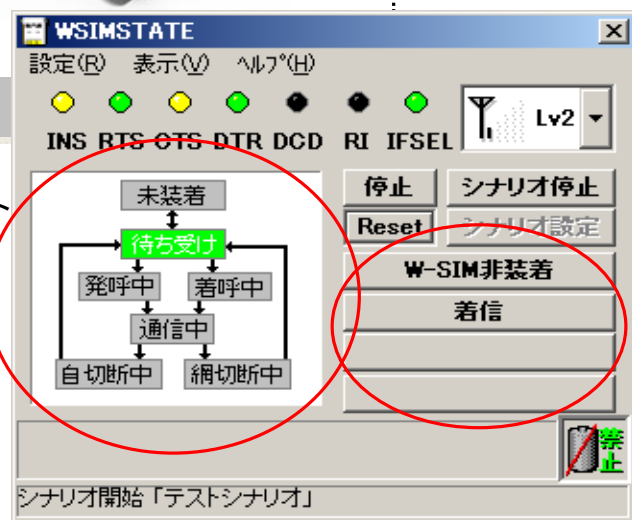 WSIMSTATE
設定(R) 表示(V) ヘルプ(H)
INS RTS CTS DTR DCD RI IFSEL
Lv2
停止 シナリオ停止
Reset シナリオ設定
W-SIM非装着
着信
未装着
待ち受け
発呼中 着呼中
通信中
自切断中 網切断中
禁止
シナリオ開始「テストシナリオ」